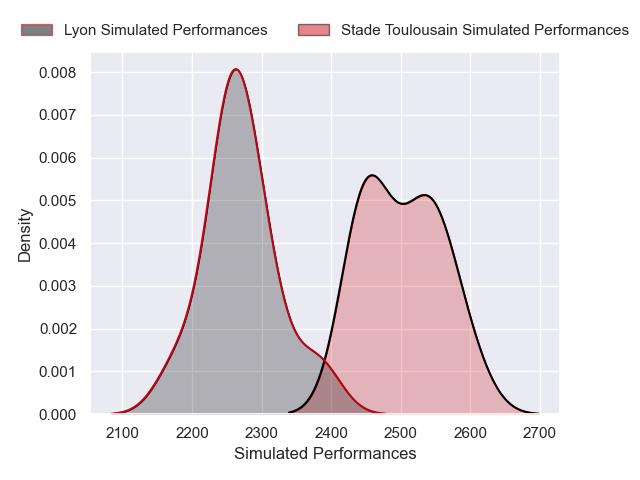 Lyon Simulated Performances
Stade Toulousain Simulated Performances
0.008
0.007
0.006
0.005
0.004
0.003
0.002
0.001
0.000
Density
2100 2200 2300 2400 2500 2600 2700
Simulated Performances